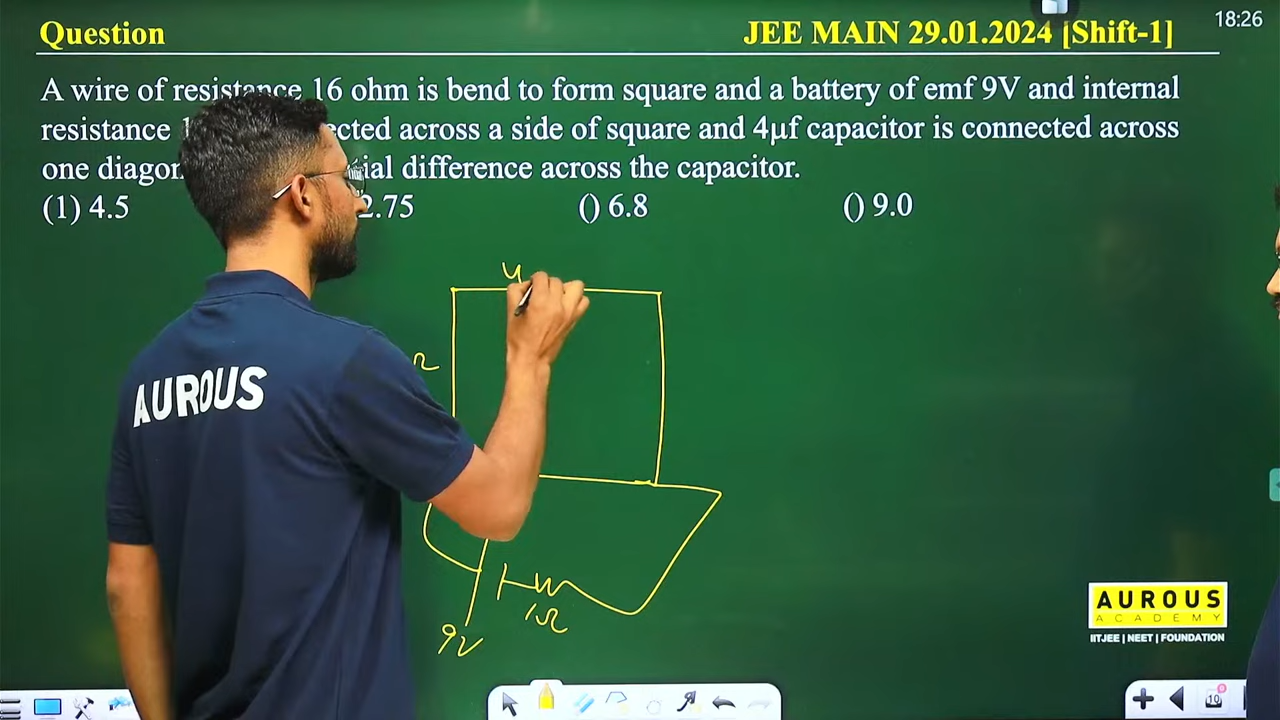 18:26
Question JEE MAIN 29.01.2024 [Shift-1]
A wire of resistance 16 ohm is bend to form square and a battery of emf 9V and internal
resistance across a side of square and 4μf capacitor is connected across
one difference across the capacitor.
(1) 4.5 2.75 () 6.8 () 9.0
4
Ω
1Ω
9V
AUROUS
AUROUS
ACADEMY
IITJEE | NEET | FOUNDATION
10